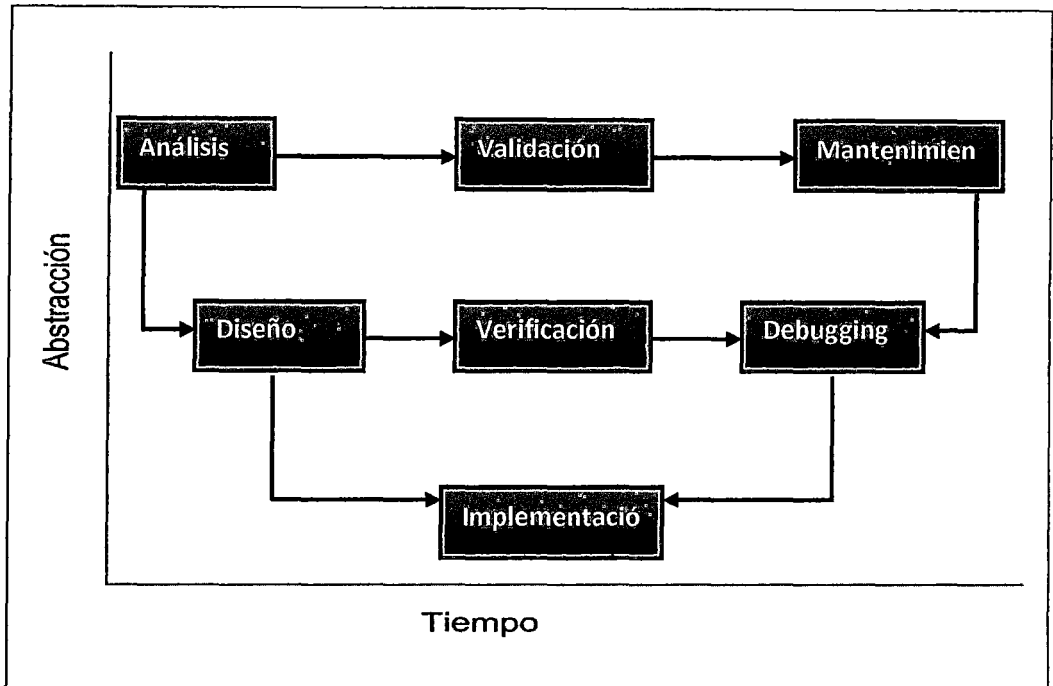 Análisis
Validación
Mantenimien
Abstracción
Diseño
Verificación
Debugging
Implementació
Tiempo